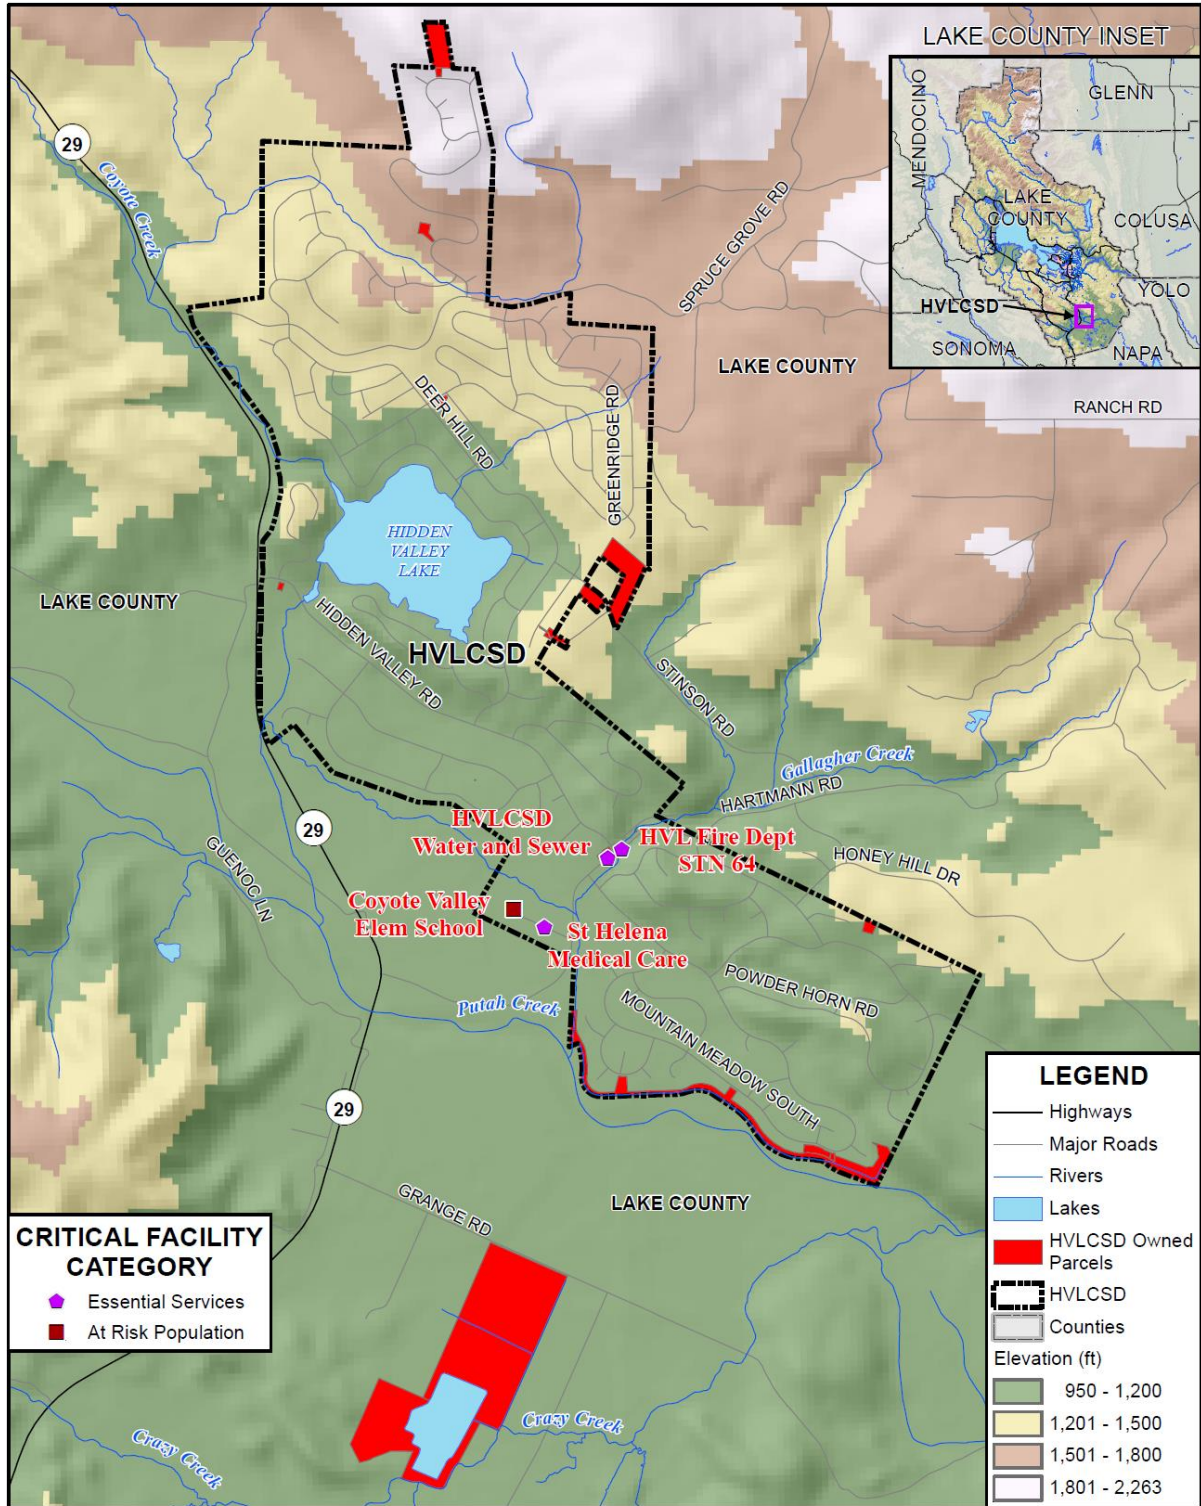 LAKE COUNTY INSET
MENDOCINO
GLENN
LAKE
COUNTY
COLUSA
YOLO
HVLCSD
SONOMA
NAPA
29
Coyote Creek
SPRUCE GROVE RD
LAKE COUNTY
RANCH RD
DEER HILL RD
GREENRIDGE RD
HIDDEN
VALLEY
LAKE
LAKE COUNTY
HIDDEN VALLEY RD
HVLCSD
STINSON RD
Gallagher Creek
HARTMANN RD
29
GUENOC LN
HVLCSD
Water and Sewer
HVL Fire Dept
STN 64
HONEY HILL DR
Coyote Valley
Elem School
St Helena
Medical Care
POWDER HORN RD
Putah Creek
MOUNTAIN MEADOW SOUTH
29
GRANGE RD
LAKE COUNTY
Crazy Creek
Crazy Creek
CRITICAL FACILITY
CATEGORY
Essential Services
At Risk Population
LEGEND
Highways
Major Roads
Rivers
Lakes
HVLCSD Owned
Parcels
HVLCSD
Counties
Elevation (ft)
950 - 1,200
1,201 - 1,500
1,501 - 1,800
1,801 - 2,263